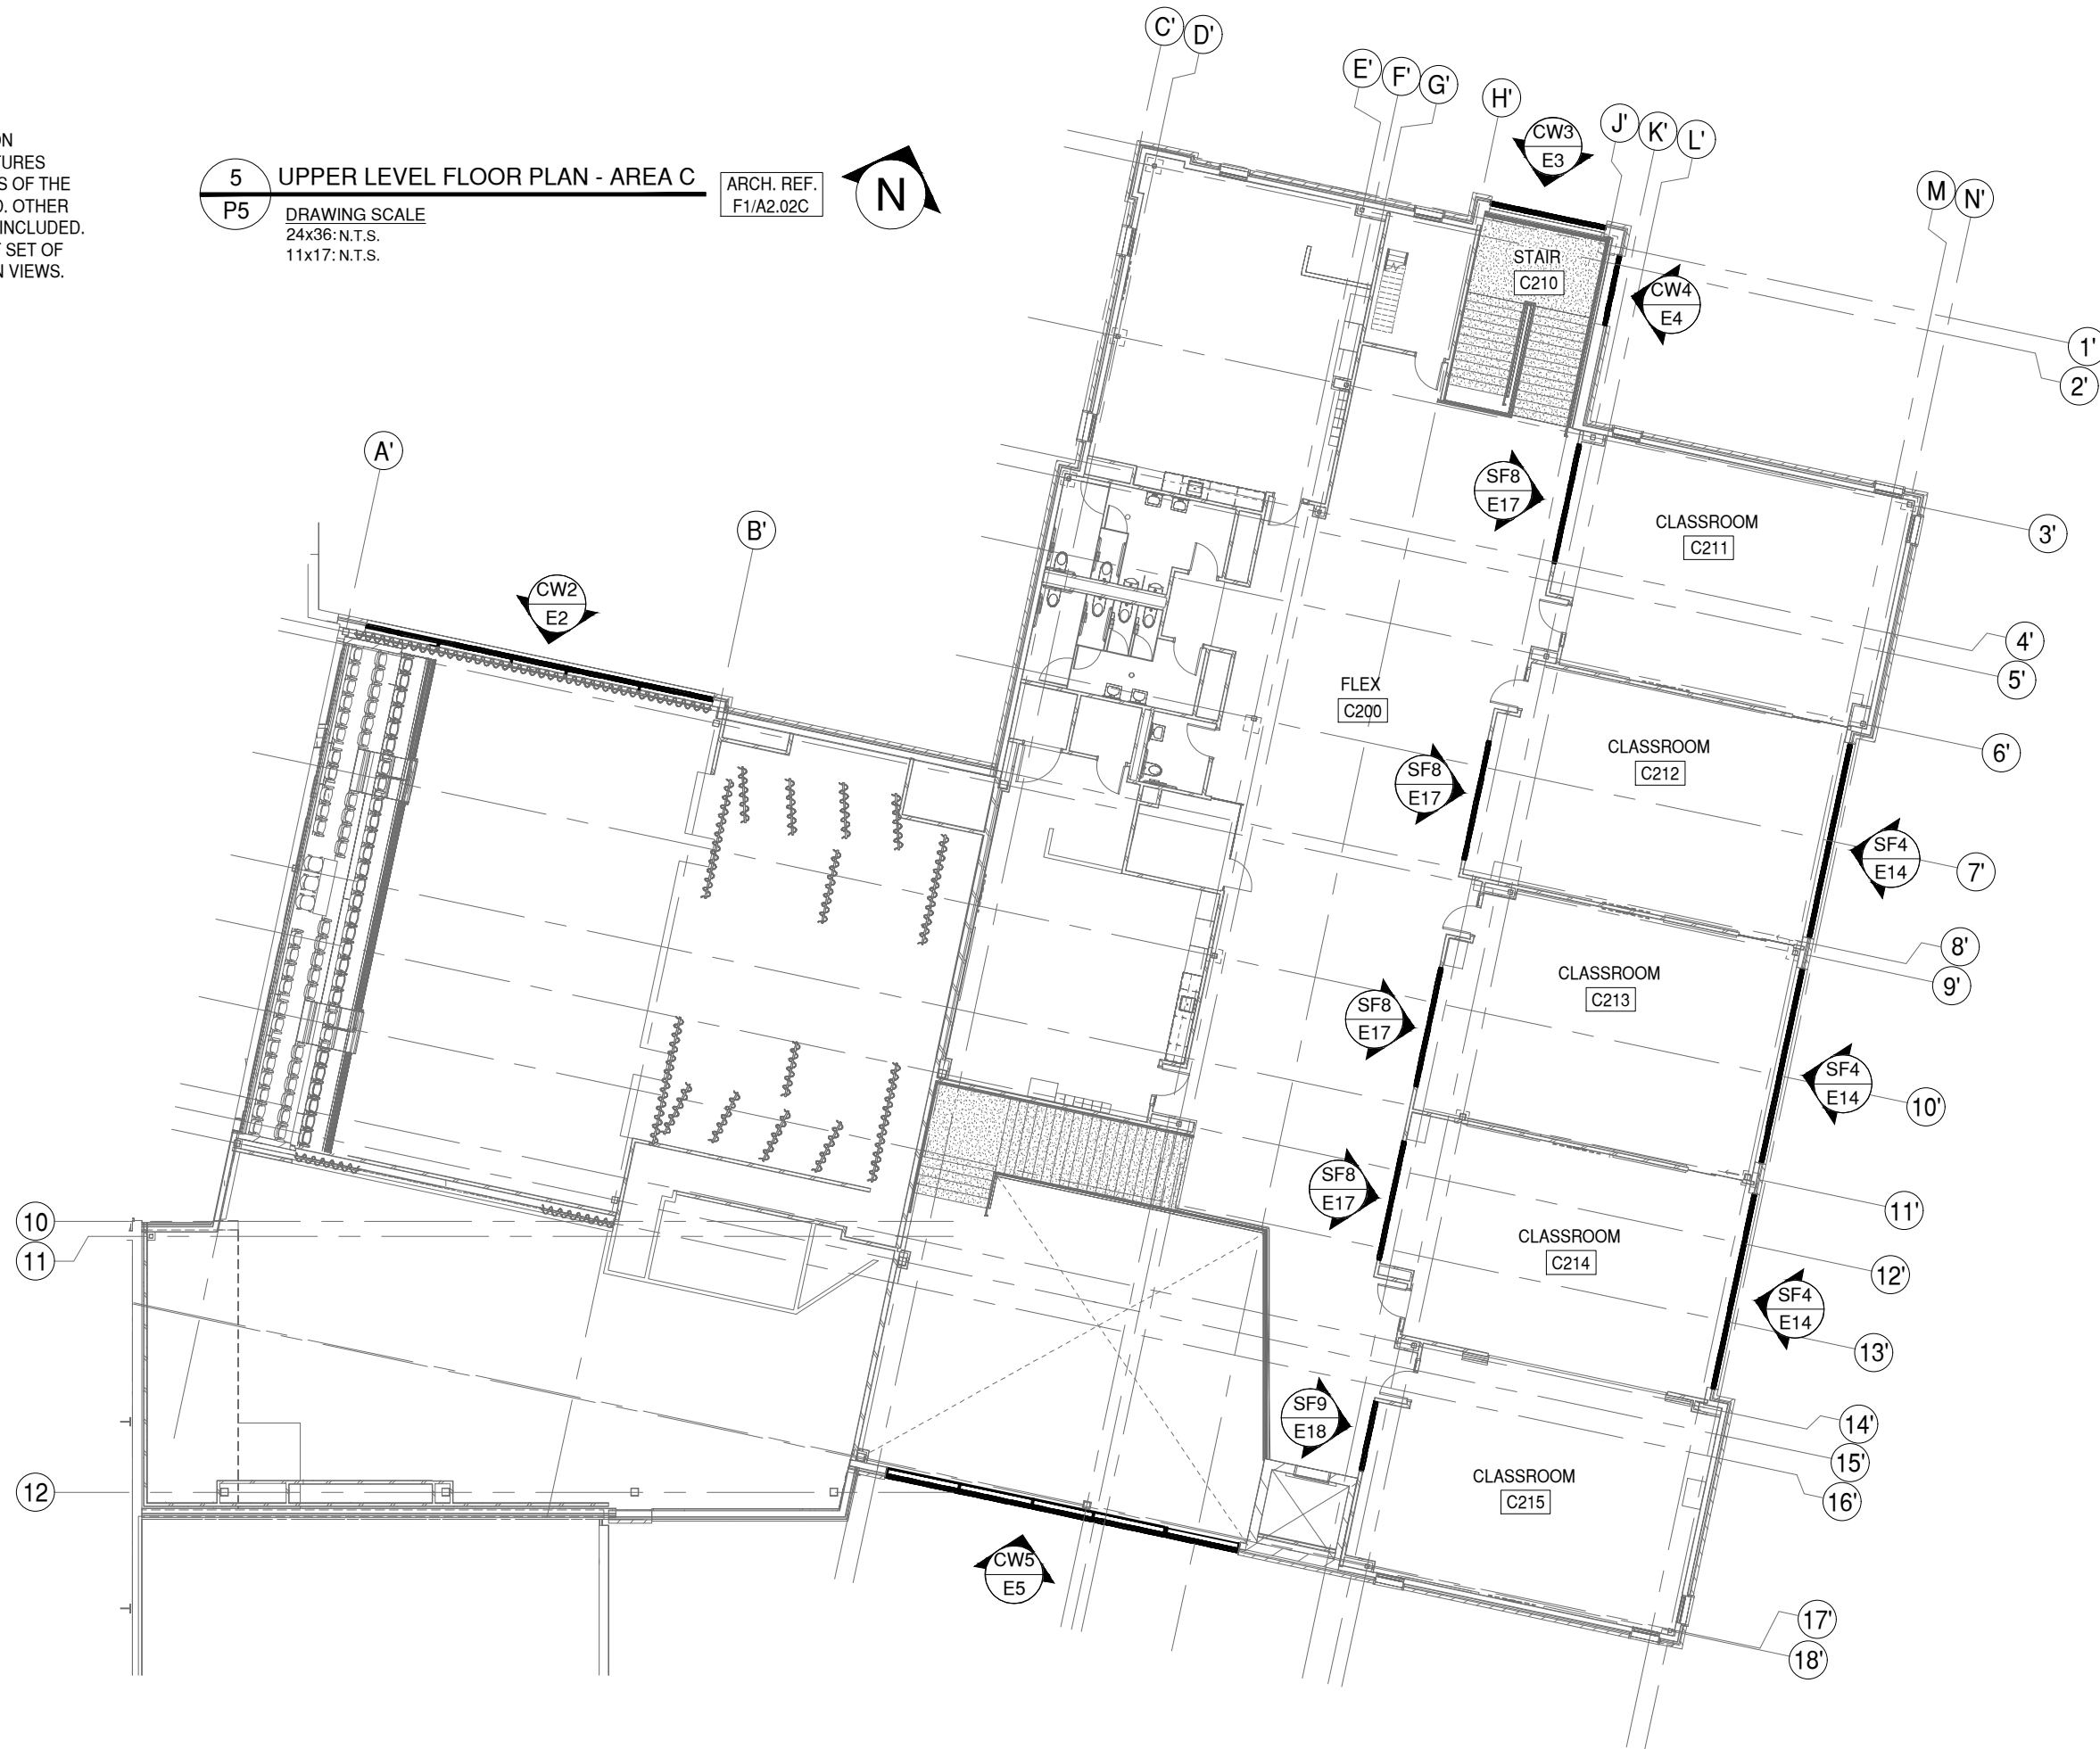 ON
TURES
S OF THE
D. OTHER
INCLUDED.
SET OF
N VIEWS.
5
P5
UPPER LEVEL FLOOR PLAN - AREA C
DRAWING SCALE
24x36: N.T.S.
11x17: N.T.S.
ARCH. REF.
F1/A2.02C
N
C'
D'
E'
F'
G'
H'
J'
K'
L'
M
N'
A'
B'
CW3
E3
CW4
E4
STAIR
C210
1'
2'
3'
4'
5'
6'
7'
8'
9'
10'
11'
12'
13'
14'
15'
16'
17'
18'
CW2
E2
SF8
E17
CLASSROOM
C211
FLEX
C200
SF8
E17
CLASSROOM
C212
SF4
E14
SF8
E17
CLASSROOM
C213
SF4
E14
SF8
E17
CLASSROOM
C214
SF4
E14
SF9
E18
CLASSROOM
C215
CW5
E5
10
11
12